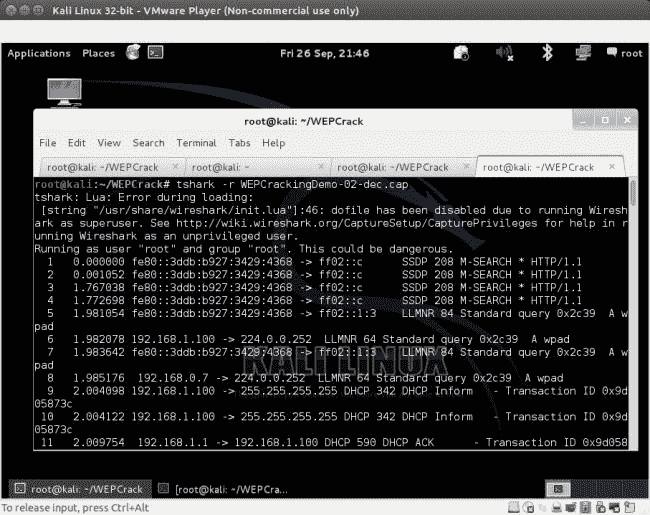 Kali Linux 32-bit - VMware Player (Non-commercial use only)
Applications Places Fri 26 Sep, 21:46 root
root@kali: ~/WEPCrack
File Edit View Search Terminal Tabs Help
root@kali: ~/WEPCrack × root@kali: ~ × root@kali: ~/WEPCrack × root@kali: ~/WEPCrack ×
root@kali:~/WEPCrack# tshark -r WEPCrackingDemo-02-dec.cap
tshark: Lua: Error during loading:
[string "/usr/share/wireshark/init.lua"]:46: dofile has been disabled due to running Wiresh
ark as superuser. See http://wiki.wireshark.org/CaptureSetup/CapturePrivileges for help in r
unning Wireshark as an unprivileged user.
Running as user "root" and group "root". This could be dangerous.
1 0.000000 fe80::3ddb:b927:3429:4368 -> ff02::c SSDP 208 M-SEARCH * HTTP/1.1
2 0.001052 fe80::3ddb:b927:3429:4368 -> ff02::c SSDP 208 M-SEARCH * HTTP/1.1
3 1.767038 fe80::3ddb:b927:3429:4368 -> ff02::c SSDP 208 M-SEARCH * HTTP/1.1
4 1.772698 fe80::3ddb:b927:3429:4368 -> ff02::c SSDP 208 M-SEARCH * HTTP/1.1
5 1.981054 fe80::3ddb:b927:3429:4368 -> ff02::1:3 LLMNR 84 Standard query 0x2c39 A w
pad
6 1.982078 192.168.1.100 -> 224.0.0.252 LLMNR 64 Standard query 0x2c39 A wpad
7 1.983642 fe80::3ddb:b927:3429:4368 -> ff02::1:3 LLMNR 84 Standard query 0x2c39 A w
pad
8 1.985176 192.168.0.7 -> 224.0.0.252 LLMNR 64 Standard query 0x2c39 A wpad
9 2.004098 192.168.1.100 -> 255.255.255.255 DHCP 342 DHCP Inform - Transaction ID 0x9d
05873c
10 2.004122 192.168.1.100 -> 255.255.255.255 DHCP 342 DHCP Inform - Transaction ID 0x9d
05873c
11 2.009754 192.168.1.1 -> 192.168.1.100 DHCP 590 DHCP ACK - Transaction ID 0x9d058
KALI LINUX
root@kali: ~/WEPCrack [root@kali: ~/WEPCra...
To release input, press Ctrl+Alt